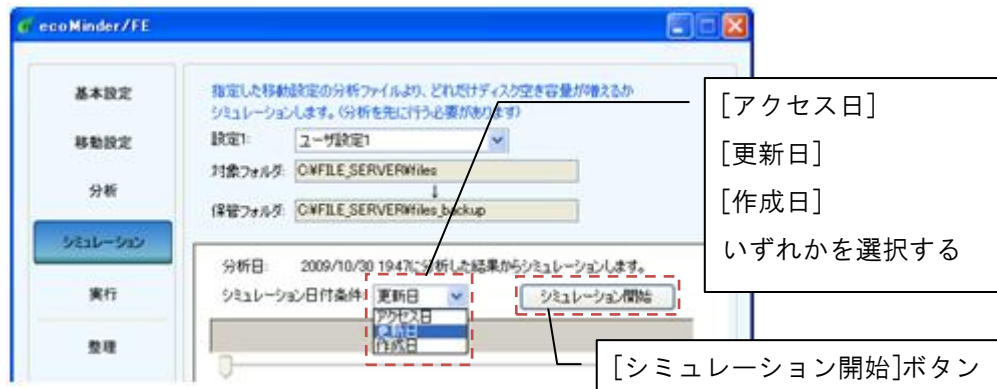 ecoMinder/FE
基本設定
移動設定
分析
シミュレーション
実行
整理
指定した移動設定の分析ファイルより、どれだけディスク空き容量が増えるか
シミュレーションします。(分析を先に行う必要があります)
設定1: ユーザ設定1
対象フォルダ: C:¥FILE_SERVER¥files
↓
保管フォルダ: C:¥FILE_SERVER¥files_backup
分析日: 2009/10/30 19:47に分析した結果からシミュレーションします。
シミュレーション日付条件: 更新日 シミュレーション開始
アクセス日
更新日
作成日
[アクセス日]
[更新日]
[作成日]
いずれかを選択する
[シミュレーション開始]ボタン